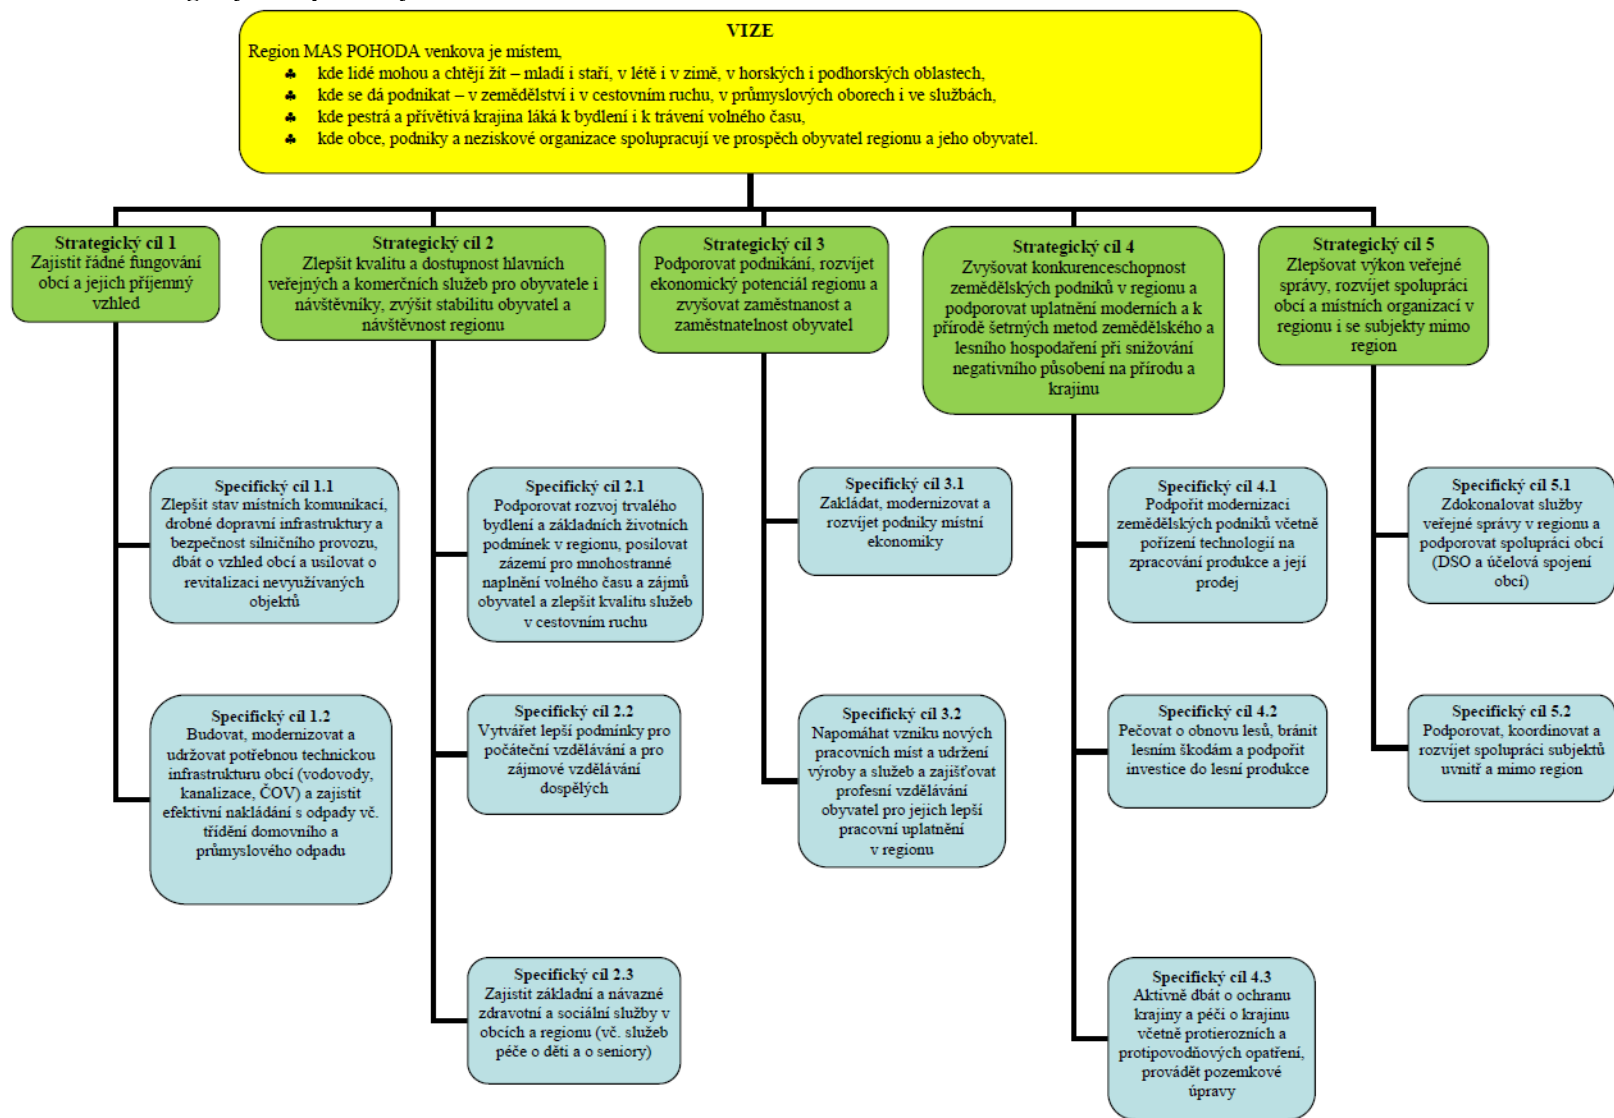 VIZE
Region MAS POHODA venkova je místem,
♣ kde lidé mohou a chtějí žít – mladí i staří, v létě i v zimě, v horských i podhorských oblastech,
♣ kde se dá podnikat – v zemědělství i v cestovním ruchu, v průmyslových oborech i ve službách,
♣ kde pestrá a přívětivá krajina láká k bydlení i k trávení volného času,
♣ kde obce, podniky a neziskové organizace spolupracují ve prospěch obyvatel regionu a jeho obyvatel.
Strategický cíl 1
Zajistit řádné fungování
obcí a jejich příjemný
vzhled
Strategický cíl 2
Zlepšit kvalitu a dostupnost hlavních
veřejných a komerčních služeb pro obyvatele i
návštěvníky, zvýšit stabilitu obyvatel a
návštěvnost regionu
Strategický cíl 3
Podporovat podnikání, rozvíjet
ekonomický potenciál regionu a
zvyšovat zaměstnanost a
zaměstnatelnost obyvatel
Strategický cíl 4
Zvyšovat konkurenceschopnost
zemědělských podniků v regionu a
podporovat uplatnění moderních a k
přírodě šetrných metod zemědělského a
lesního hospodaření při snižování
negativního působení na přírodu a
krajinu
Strategický cíl 5
Zlepšovat výkon veřejné
správy, rozvíjet spolupráci
obcí a místních organizací v
regionu i se subjekty mimo
region
Specifický cíl 1.1
Zlepšit stav místních komunikací,
drobné dopravní infrastruktury a
bezpečnost silničního provozu,
dbát o vzhled obcí a usilovat o
revitalizaci nevyužívaných
objektů
Specifický cíl 2.1
Podporovat rozvoj trvalého
bydlení a základních životních
podmínek v regionu, posilovat
zázemí pro mnohostranné
naplnění volného času a zájmů
obyvatel a zlepšit kvalitu služeb
v cestovním ruchu
Specifický cíl 3.1
Zakládat, modernizovat a
rozvíjet podniky místní
ekonomiky
Specifický cíl 4.1
Podpořit modernizaci
zemědělských podniků včetně
pořízení technologií na
zpracování produkce a její
prodej
Specifický cíl 5.1
Zdokonalovat služby
veřejné správy v regionu a
podporovat spolupráci obcí
(DSO a účelová spojení
obcí)
Specifický cíl 1.2
Budovat, modernizovat a
udržovat potřebnou technickou
infrastrukturu obcí (vodovody,
kanalizace, ČOV) a zajistit
efektivní nakládání s odpady vč.
třídění domovního a
průmyslového odpadu
Specifický cíl 2.2
Vytvářet lepší podmínky pro
počáteční vzdělávání a pro
zájmové vzdělávání
dospělých
Specifický cíl 3.2
Napomáhat vzniku nových
pracovních míst a udržení
výroby a služeb a zajišťovat
profesní vzdělávání
obyvatel pro jejich lepší
pracovní uplatnění
v regionu
Specifický cíl 4.2
Pečovat o obnovu lesů, bránit
lesním škodám a podpořit
investice do lesní produkce
Specifický cíl 5.2
Podporovat, koordinovat a
rozvíjet spolupráci subjektů
uvnitř a mimo region
Specifický cíl 2.3
Zajistit základní a návazné
zdravotní a sociální služby v
obcích a regionu (vč. služeb
péče o děti a o seniory)
Specifický cíl 4.3
Aktivně dbát o ochranu
krajiny a péči o krajinu
včetně protierozních a
protipovodňových opatření,
provádět pozemkové
úpravy